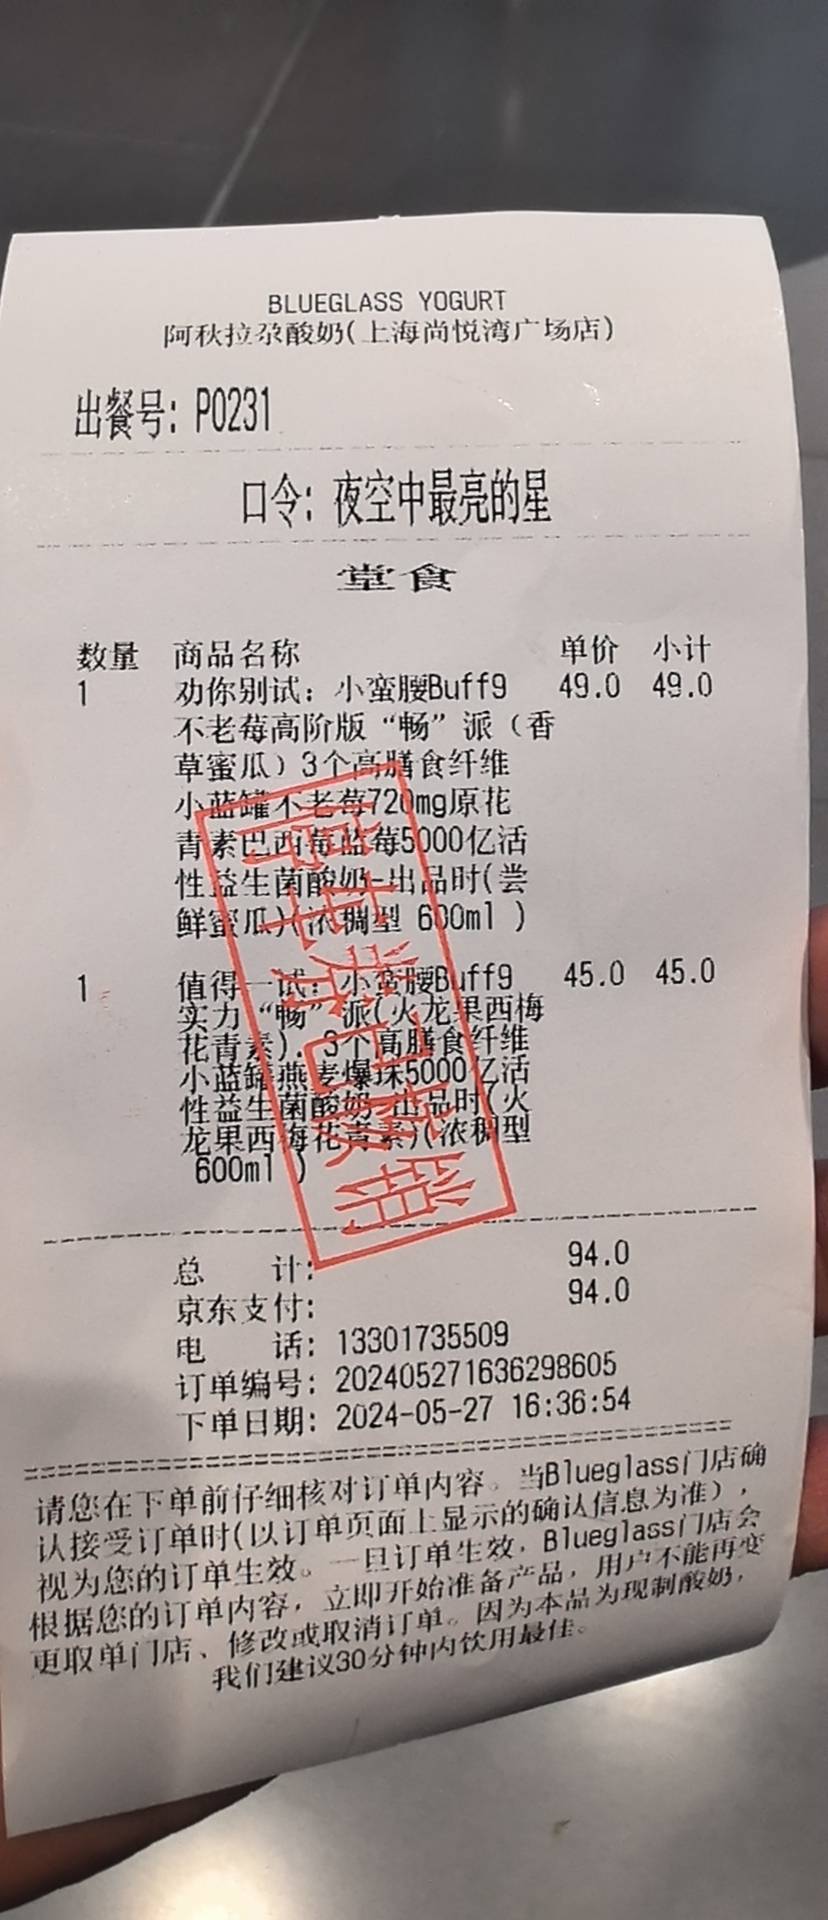 BLUEGLASS YOGURT
阿秋拉尕酸奶(上海尚悦湾广场店)
出餐号: P0231
口令: 夜空中最亮的星
堂食
数量 商品名称 单价 小计
1 劝你别试: 小蛮腰Buff9 49.0 49.0
不老莓高阶版“畅”派（香
草蜜瓜）3个高膳食纤维
小蓝罐不老莓720mg原花
青素巴西莓蓝莓5000亿活
性益生菌酸奶-出品时(尝
鲜蜜瓜)(浓稠型 600ml )
1 值得一试: 小蛮腰Buff9 45.0 45.0
实力“畅”派(火龙果西梅
花青素). 3个高膳食纤维
小蓝罐燕麦爆珠5000亿活
性益生菌酸奶-出品时(火
龙果西梅花青素)(浓稠型
600ml )
总 计: 94.0
京东支付: 94.0
电 话: 13301735509
订单编号: 202405271636298605
下单日期: 2024-05-27 16:36:54
请您在下单前仔细核对订单内容。当Blueglass门店确
认接受订单时(以订单页面上显示的确认信息为准),
视为您的订单生效。一旦订单生效, Blueglass门店会
根据您的订单内容, 立即开始准备产品, 用户不能再变
更取单门店、修改或取消订单。因为本品为现制酸奶,
我们建议30分钟内饮用最佳。